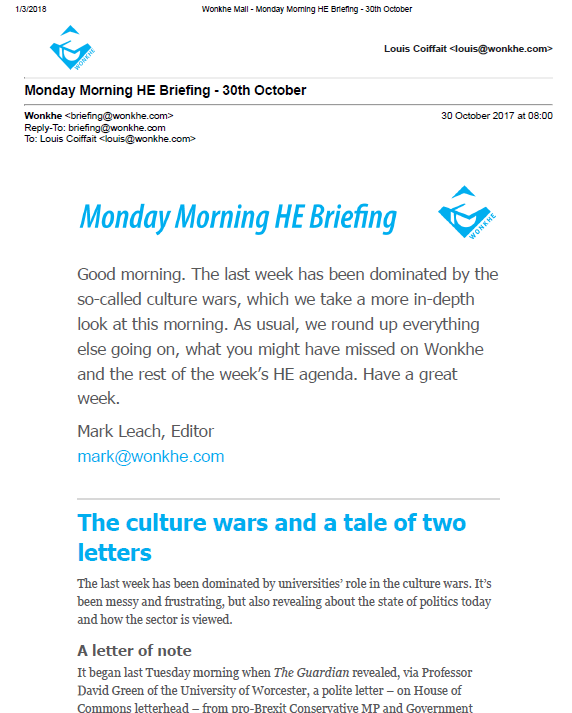 1/3/2018
Wonkhe Mail - Monday Morning HE Briefing - 30th October
WONKHE
Louis Coiffait <louis@wonkhe.com>
Monday Morning HE Briefing - 30th October
Wonkhe <briefing@wonkhe.com>
30 October 2017 at 08:00
Reply-To: briefing@wonkhe.com
To: Louis Coiffait <louis@wonkhe.com>
Monday Morning HE Briefing
WONKHE
Good morning. The last week has been dominated by the
so-called culture wars, which we take a more in-depth
look at this morning. As usual, we round up everything
else going on, what you might have missed on Wonkhe
and the rest of the week's HE agenda. Have a great
week.
Mark Leach, Editor
mark@wonkhe.com
The culture wars and a tale of two
letters
The last week has been dominated by universities' role in the culture wars. It's
been messy and frustrating, but also revealing about the state of politics today
and how the sector is viewed.
A letter of note
It began last Tuesday morning when The Guardian revealed, via Professor
David Green of the University of Worcester, a polite letter – on House of
Commons letterhead – from pro-Brexit Conservative MP and Government